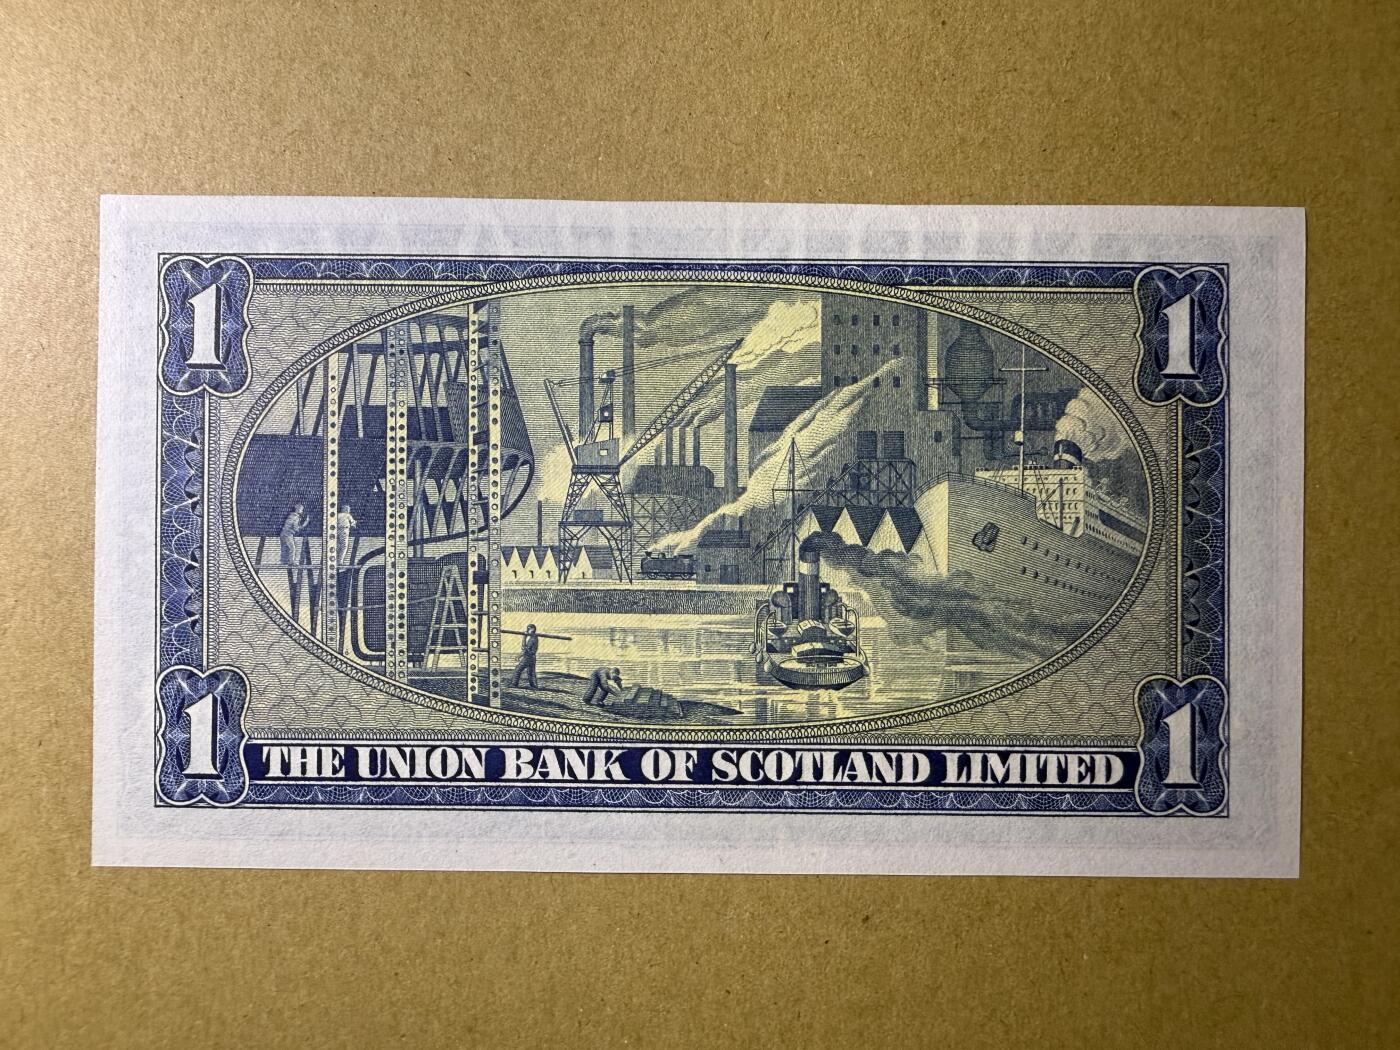 1 1
1 THE UNION BANK OF SCOTLAND LIMITED 1